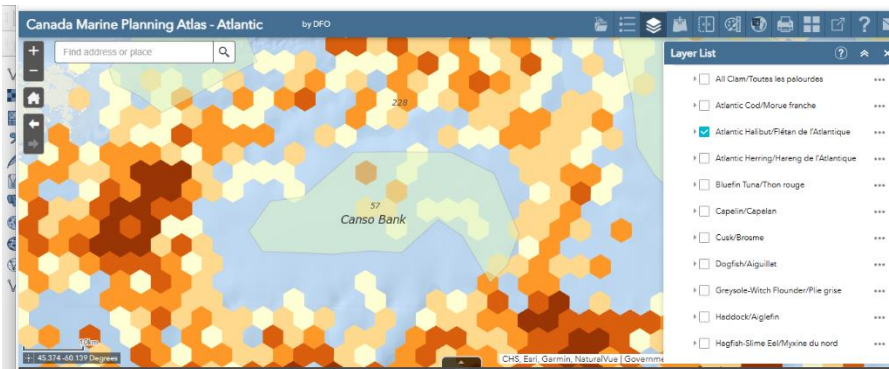 Canada Marine Planning Atlas - Atlantic by DFO
Find address or place
Layer List
All Clam/Toutes les palourdes
Atlantic Cod/Morue franche
Atlantic Halibut/Flétan de l'Atlantique
Atlantic Herring/Hareng de l'Atlantique
Bluefin Tuna/Thon rouge
Capelin/Capelan
Cusk/Brosme
Dogfish/Aiguillat
Greysole-Witch Flounder/Plie grise
Haddock/Aiglefin
Hagfish-Slime Eel/Myxine du nord
228
57
Canso Bank
10km
45.374 -60.139 Degrees
CHS, Esri, Garmin, NaturalVue | Governme